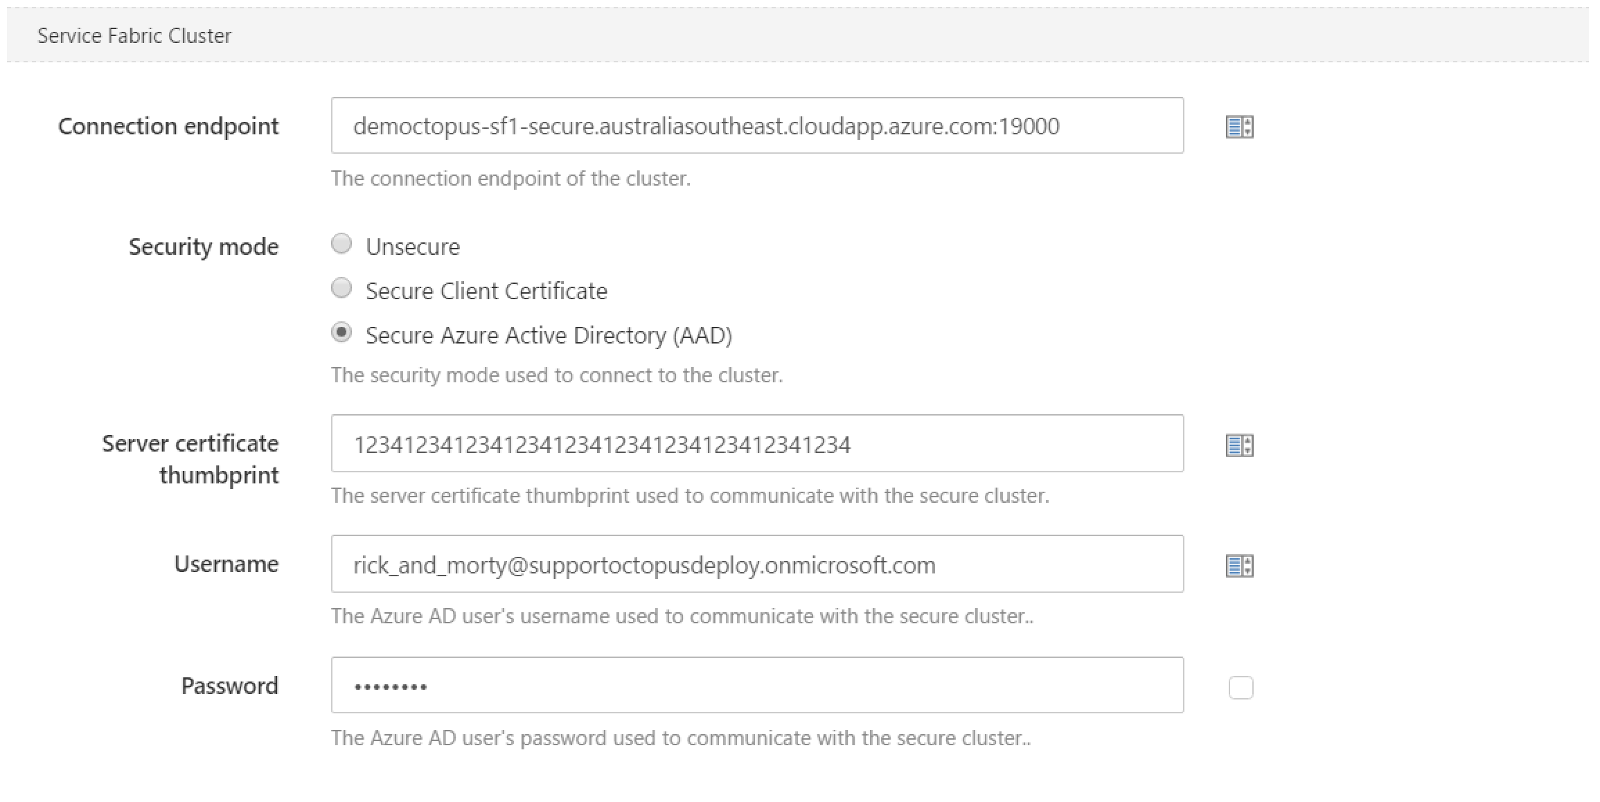 Service Fabric Cluster
Connection endpoint
democtopus-sf1-secure.australiasoutheast.cloudapp.azure.com:19000
The connection endpoint of the cluster.
Security mode
Unsecure
Secure Client Certificate
Secure Azure Active Directory (AAD)
The security mode used to connect to the cluster.
Server certificate
thumbprint
1234123412341234123412341234123412341234
The server certificate thumbprint used to communicate with the secure cluster.
Username
rick_and_morty@supportoctopusdeploy.onmicrosoft.com
The Azure AD user's username used to communicate with the secure cluster..
Password
••••••••
The Azure AD user's password used to communicate with the secure cluster..